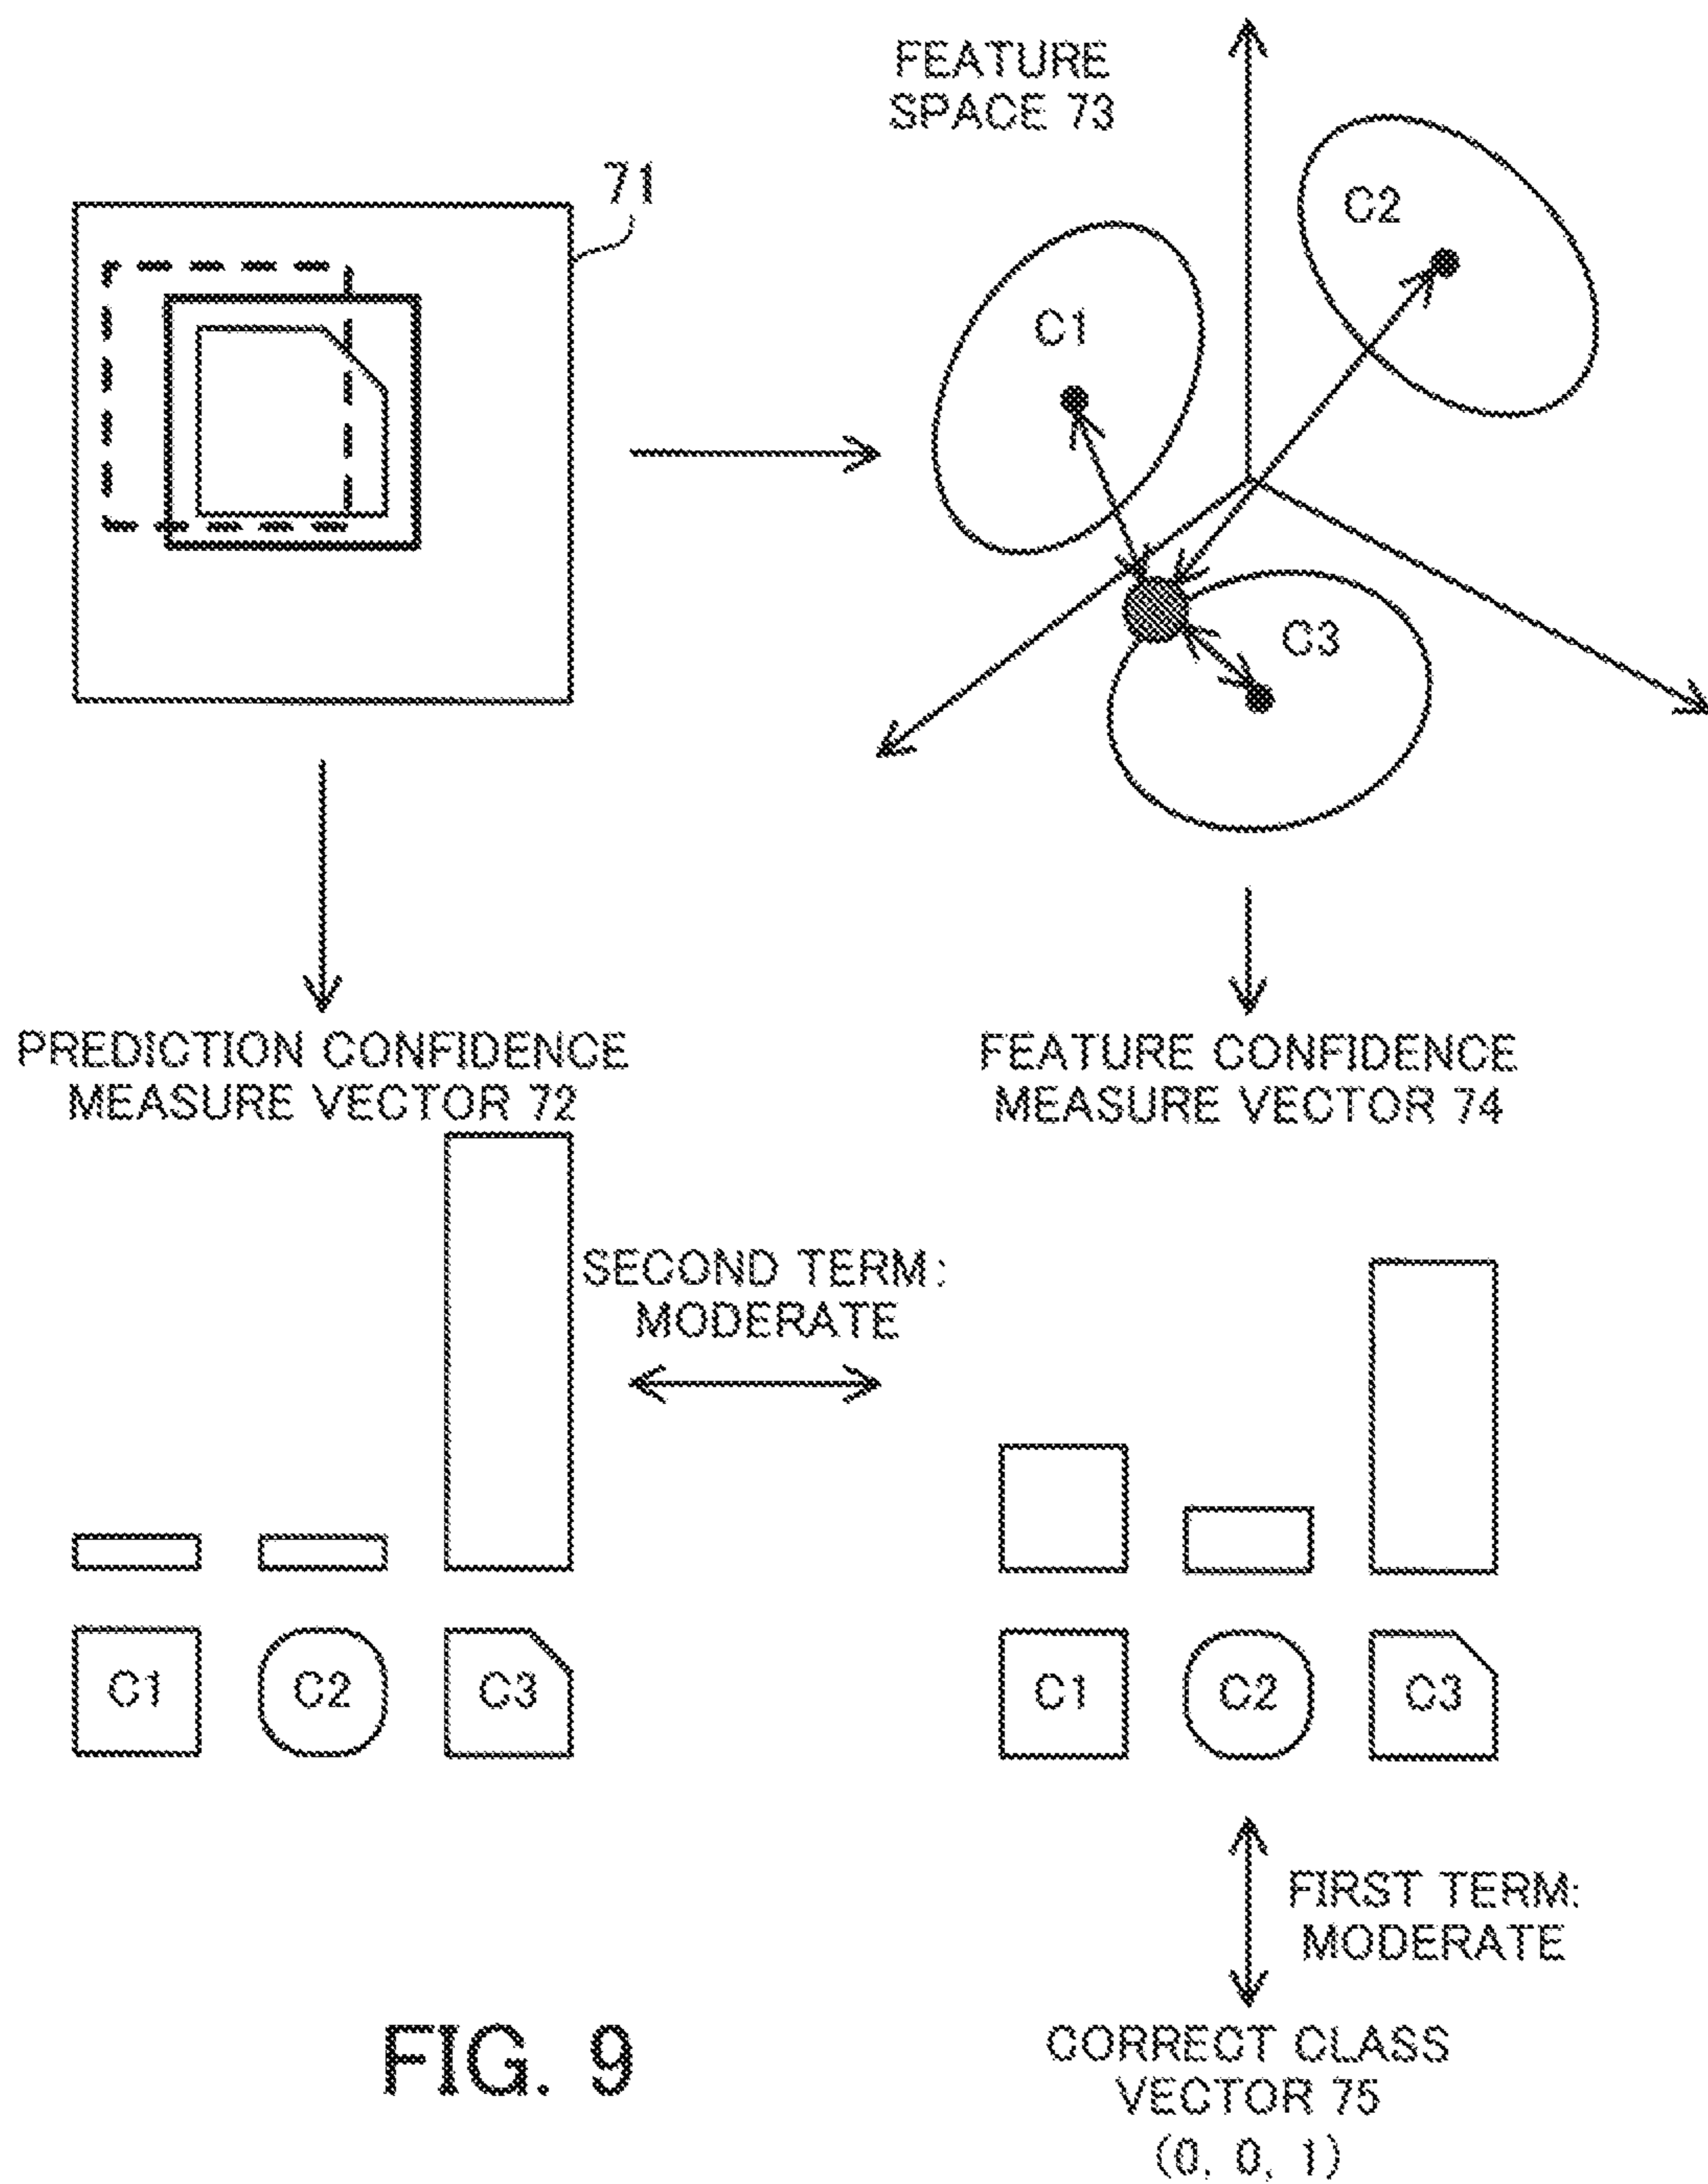 FEATURE
SPACE 73
71
C2
C1
C3
PREDICTION CONFIDENCE
MEASURE VECTOR 72
FEATURE CONFIDENCE
MEASURE VECTOR 74
SECOND TERM:
MODERATE
C1
C2
C3
C1
C2
C3
FIRST TERM:
MODERATE
FIG. 9
CORRECT CLASS
VECTOR 75
(0, 0, 1)